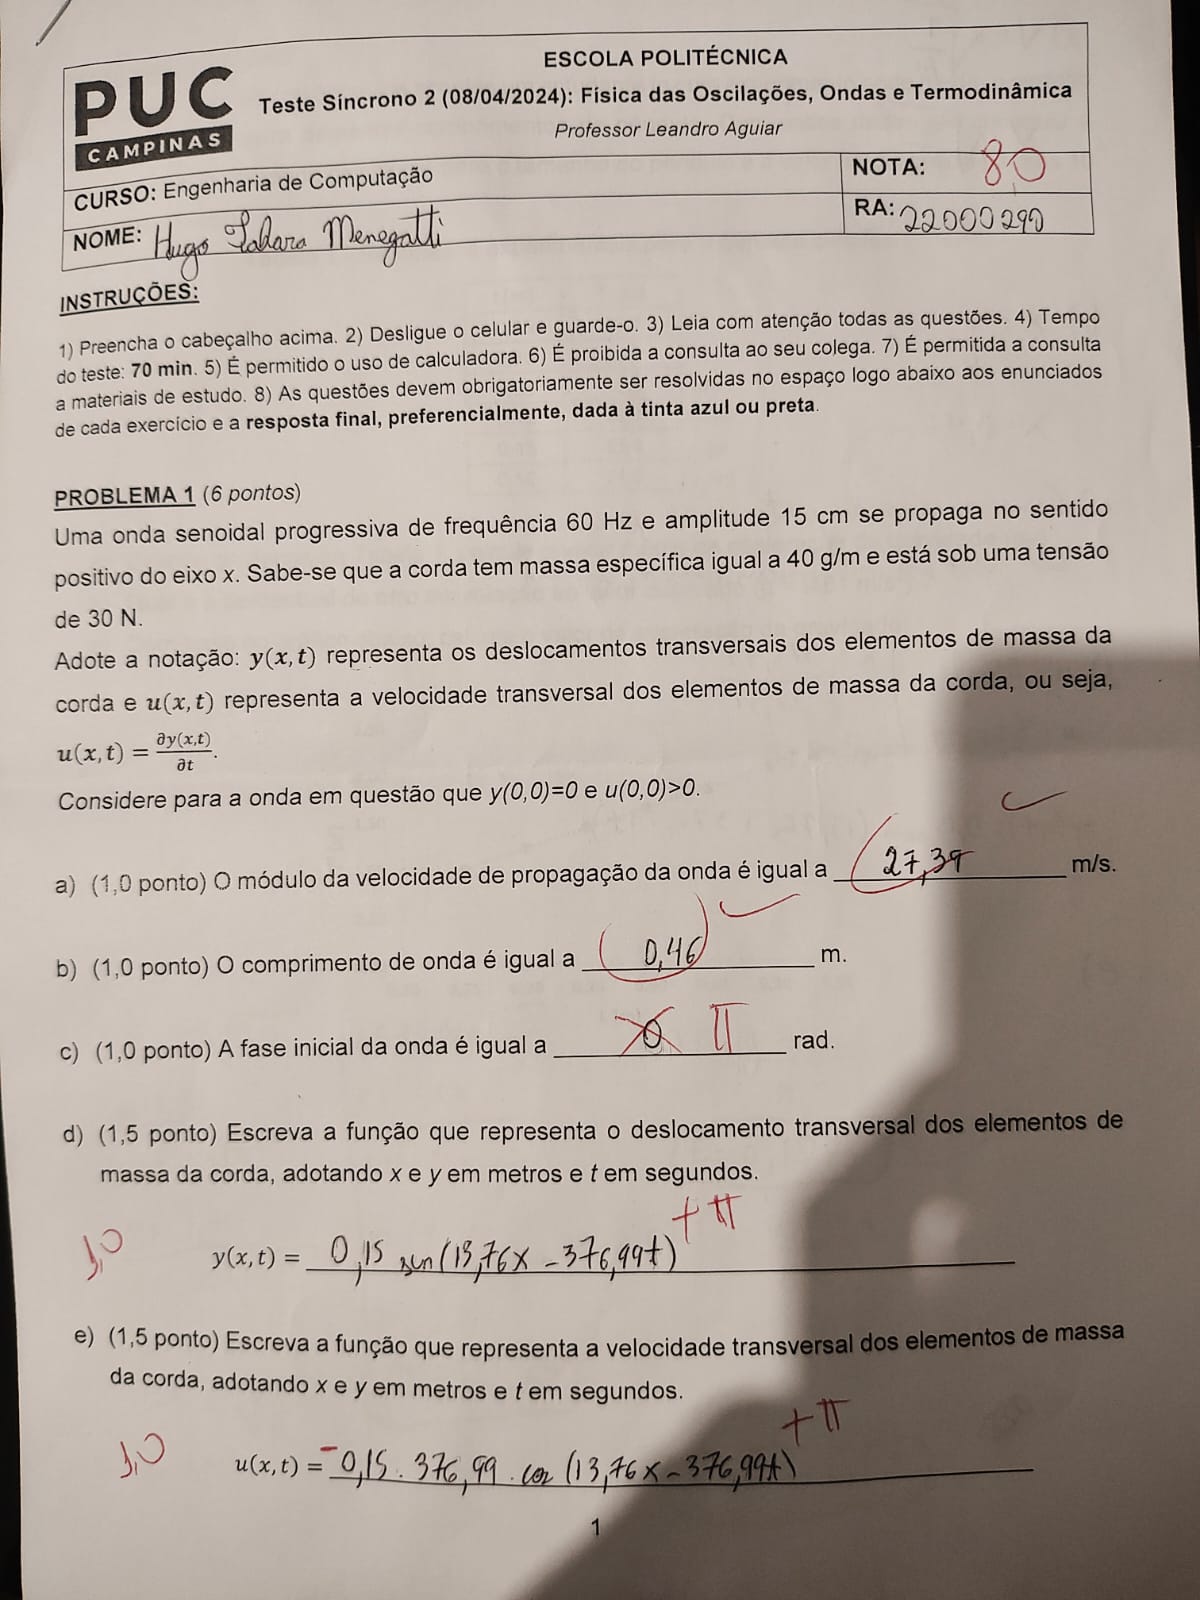 PUC
CAMPINAS
ESCOLA POLITÉCNICA
Teste Síncrono 2 (08/04/2024): Física das Oscilações, Ondas e Termodinâmica
Professor Leandro Aguiar
CURSO: Engenharia de Computação
NOTA: 8,0
NOME: Hugo Tahara Menegatti
RA: 22000290
INSTRUÇÕES:
1) Preencha o cabeçalho acima. 2) Desligue o celular e guarde-o. 3) Leia com atenção todas as questões. 4) Tempo
do teste: 70 min. 5) É permitido o uso de calculadora. 6) É proibida a consulta ao seu colega. 7) É permitida a consulta
a materiais de estudo. 8) As questões devem obrigatoriamente ser resolvidas no espaço logo abaixo aos enunciados
de cada exercício e a resposta final, preferencialmente, dada à tinta azul ou preta.
PROBLEMA 1 (6 pontos)
Uma onda senoidal progressiva de frequência 60 Hz e amplitude 15 cm se propaga no sentido
positivo do eixo x. Sabe-se que a corda tem massa específica igual a 40 g/m e está sob uma tensão
de 30 N.
Adote a notação: y(x,t) representa os deslocamentos transversais dos elementos de massa da
corda e u(x,t) representa a velocidade transversal dos elementos de massa da corda, ou seja,
u(x,t) = ∂y(x,t)/∂t.
Considere para a onda em questão que y(0,0)=0 e u(0,0)>0.
a) (1,0 ponto) O módulo da velocidade de propagação da onda é igual a 27,39 m/s.
b) (1,0 ponto) O comprimento de onda é igual a 0,46 m.
c) (1,0 ponto) A fase inicial da onda é igual a 0 π rad.
d) (1,5 ponto) Escreva a função que representa o deslocamento transversal dos elementos de
massa da corda, adotando x e y em metros e t em segundos.
1,0 y(x,t) = 0,15 sen(13,76x - 376,99t) + π
e) (1,5 ponto) Escreva a função que representa a velocidade transversal dos elementos de massa
da corda, adotando x e y em metros e t em segundos.
1,0 u(x,t) = -0,15 . 376,99 . cos (13,76x - 376,99t) + π
1